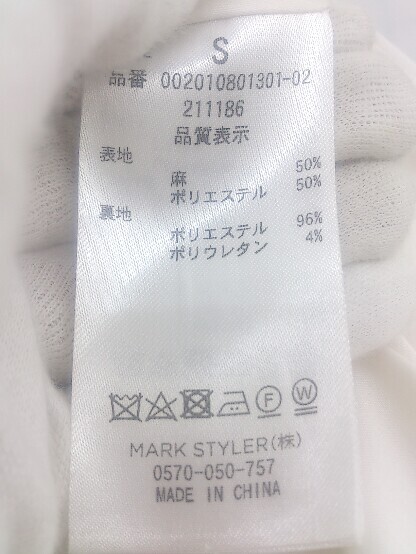 S
品番 002010801301-02
211186
品質表示
表地
麻 50%
ポリエステル 50%
裏地
ポリエステル 96%
ポリウレタン 4%
F W
MARK STYLER(株)
0570-050-757
MADE IN CHINA